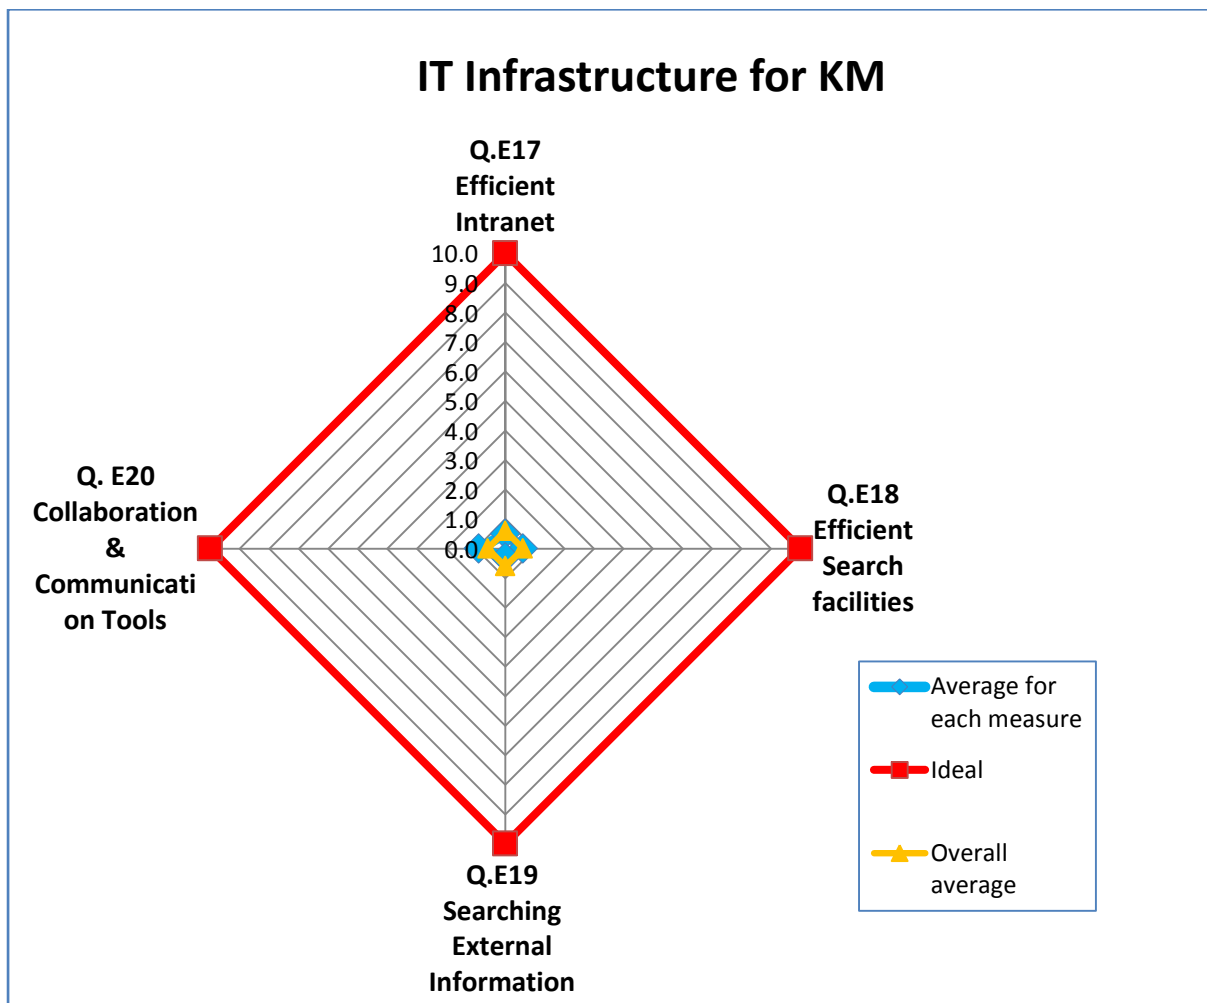 IT Infrastructure for KM
Q.E17
Efficient
Intranet
10.0
9.0
8.0
7.0
6.0
5.0
4.0
3.0
2.0
1.0
0.0
Q. E20
Collaboration
&
Communicati
on Tools
Q.E18
Efficient
Search
facilities
Q.E19
Searching
External
Information
Average for
each measure
Ideal
Overall
average